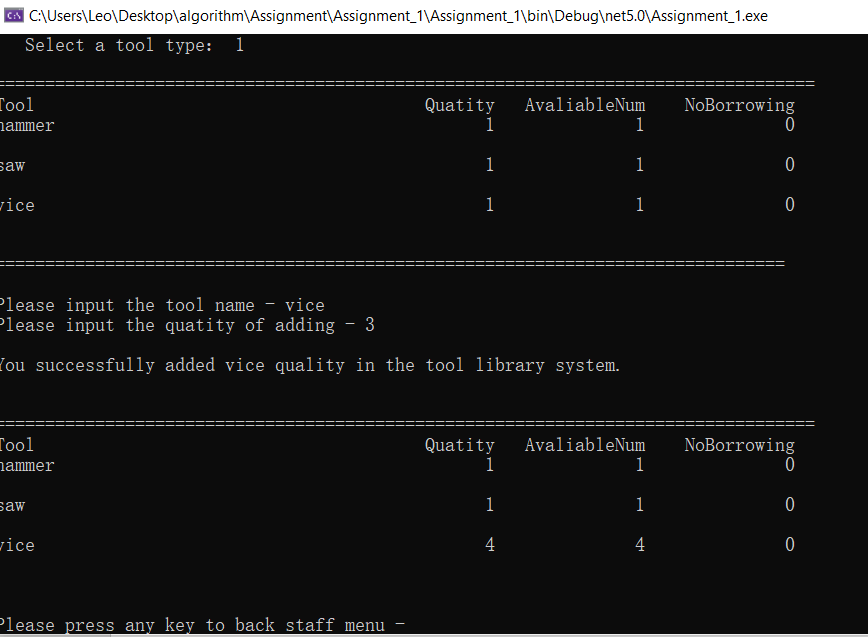 C:\Users\Leo\Desktop\algorithm\Assignment\Assignment_1\Assignment_1\bin\Debug\net5.0\Assignment_1.exe
Select a tool type: 1
================================================================================
Tool Quatity AvaliableNum NoBorrowing
hammer 1 1 0
saw 1 1 0
vice 1 1 0
===============================================================================
Please input the tool name - vice
Please input the quatity of adding - 3
You successfully added vice quality in the tool library system.
================================================================================
Tool Quatity AvaliableNum NoBorrowing
hammer 1 1 0
saw 1 1 0
vice 4 4 0
Please press any key to back staff menu -